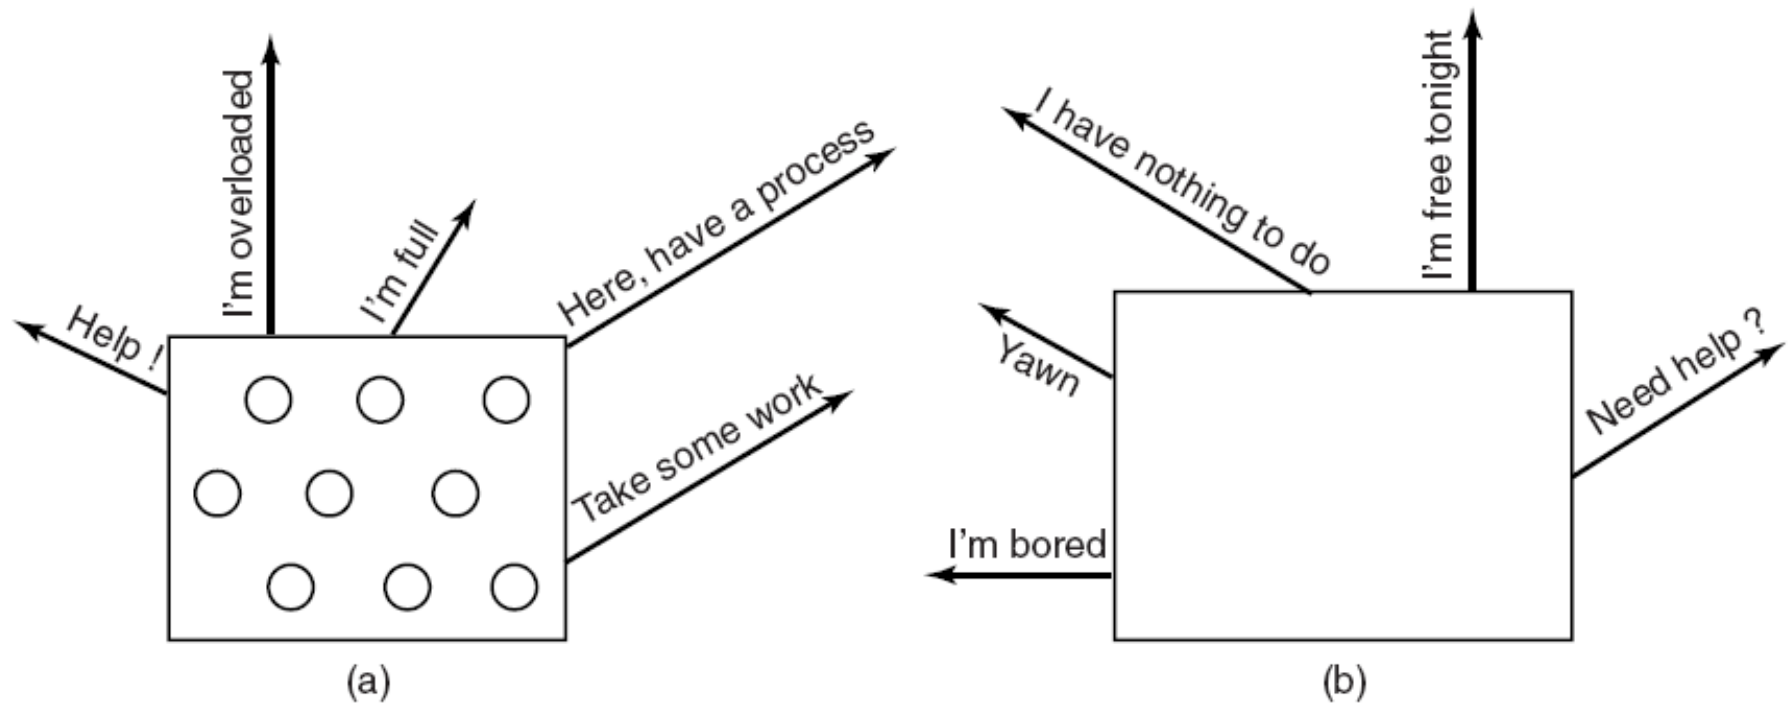 I'm overloaded
I'm full
Here, have a process
Help !
Take some work
(a)
I have nothing to do
I'm free tonight
Yawn
Need help ?
I'm bored
(b)